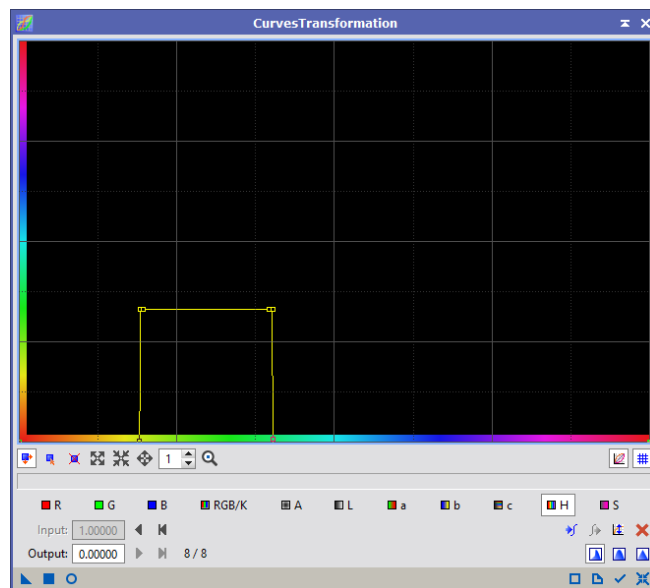 CurvesTransformation
1
R G B RGB/K A L a b c H S
Input: 1.00000
Output: 0.00000 8 / 8